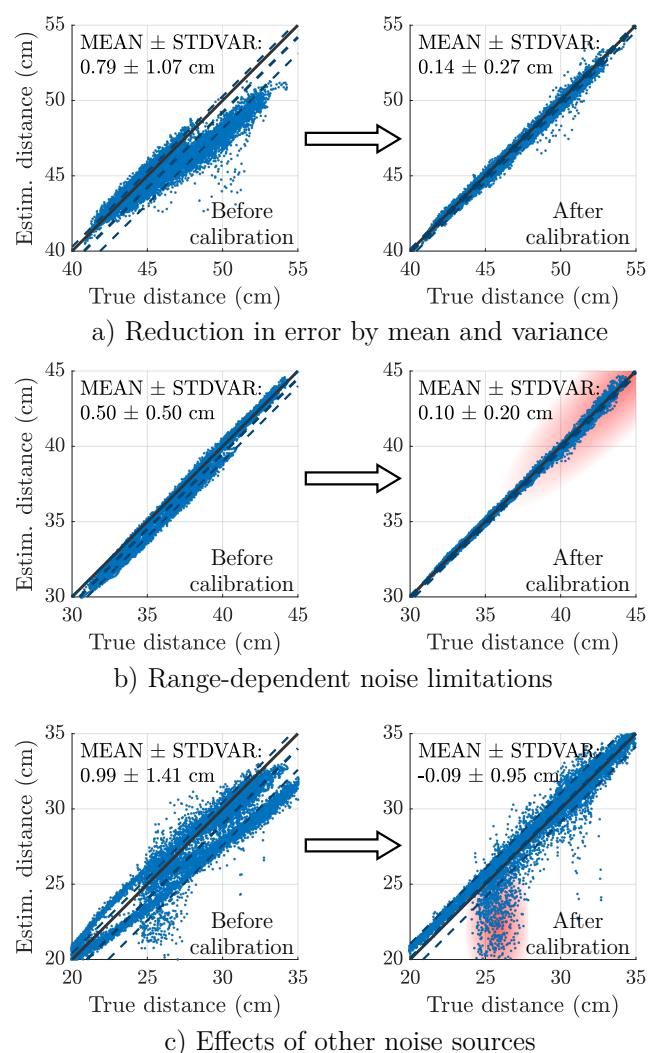 55
50
45
40
Estim. distance (cm)
MEAN ± STDVAR:
0.79 ± 1.07 cm
Before
calibration
40 45 50 55
True distance (cm)
55
50
45
40
MEAN ± STDVAR:
0.14 ± 0.27 cm
After
calibration
40 45 50 55
True distance (cm)
a) Reduction in error by mean and variance
45
40
35
30
Estim. distance (cm)
MEAN ± STDVAR:
0.50 ± 0.50 cm
Before
calibration
30 35 40 45
True distance (cm)
45
40
35
30
MEAN ± STDVAR:
0.10 ± 0.20 cm
After
calibration
30 35 40 45
True distance (cm)
b) Range-dependent noise limitations
35
30
25
20
Estim. distance (cm)
MEAN ± STDVAR:
0.99 ± 1.41 cm
Before
calibration
20 25 30 35
True distance (cm)
35
30
25
20
MEAN ± STDVAR:
-0.09 ± 0.95 cm
After
calibration
20 25 30 35
True distance (cm)
c) Effects of other noise sources